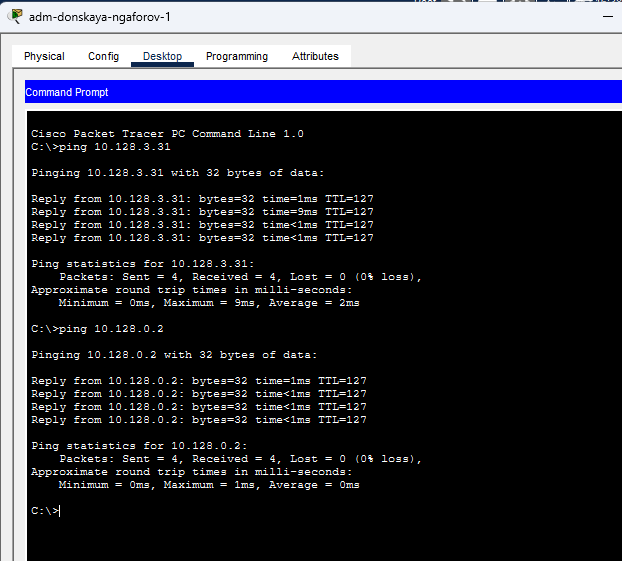 adm-donskaya-ngaforov-1
Physical Config Desktop Programming Attributes
Command Prompt
Cisco Packet Tracer PC Command Line 1.0
C:\>ping 10.128.3.31
Pinging 10.128.3.31 with 32 bytes of data:
Reply from 10.128.3.31: bytes=32 time=1ms TTL=127
Reply from 10.128.3.31: bytes=32 time=9ms TTL=127
Reply from 10.128.3.31: bytes=32 time<1ms TTL=127
Reply from 10.128.3.31: bytes=32 time<1ms TTL=127
Ping statistics for 10.128.3.31:
Packets: Sent = 4, Received = 4, Lost = 0 (0% loss),
Approximate round trip times in milli-seconds:
Minimum = 0ms, Maximum = 9ms, Average = 2ms
C:\>ping 10.128.0.2
Pinging 10.128.0.2 with 32 bytes of data:
Reply from 10.128.0.2: bytes=32 time=1ms TTL=127
Reply from 10.128.0.2: bytes=32 time<1ms TTL=127
Reply from 10.128.0.2: bytes=32 time<1ms TTL=127
Reply from 10.128.0.2: bytes=32 time<1ms TTL=127
Ping statistics for 10.128.0.2:
Packets: Sent = 4, Received = 4, Lost = 0 (0% loss),
Approximate round trip times in milli-seconds:
Minimum = 0ms, Maximum = 1ms, Average = 0ms
C:\>